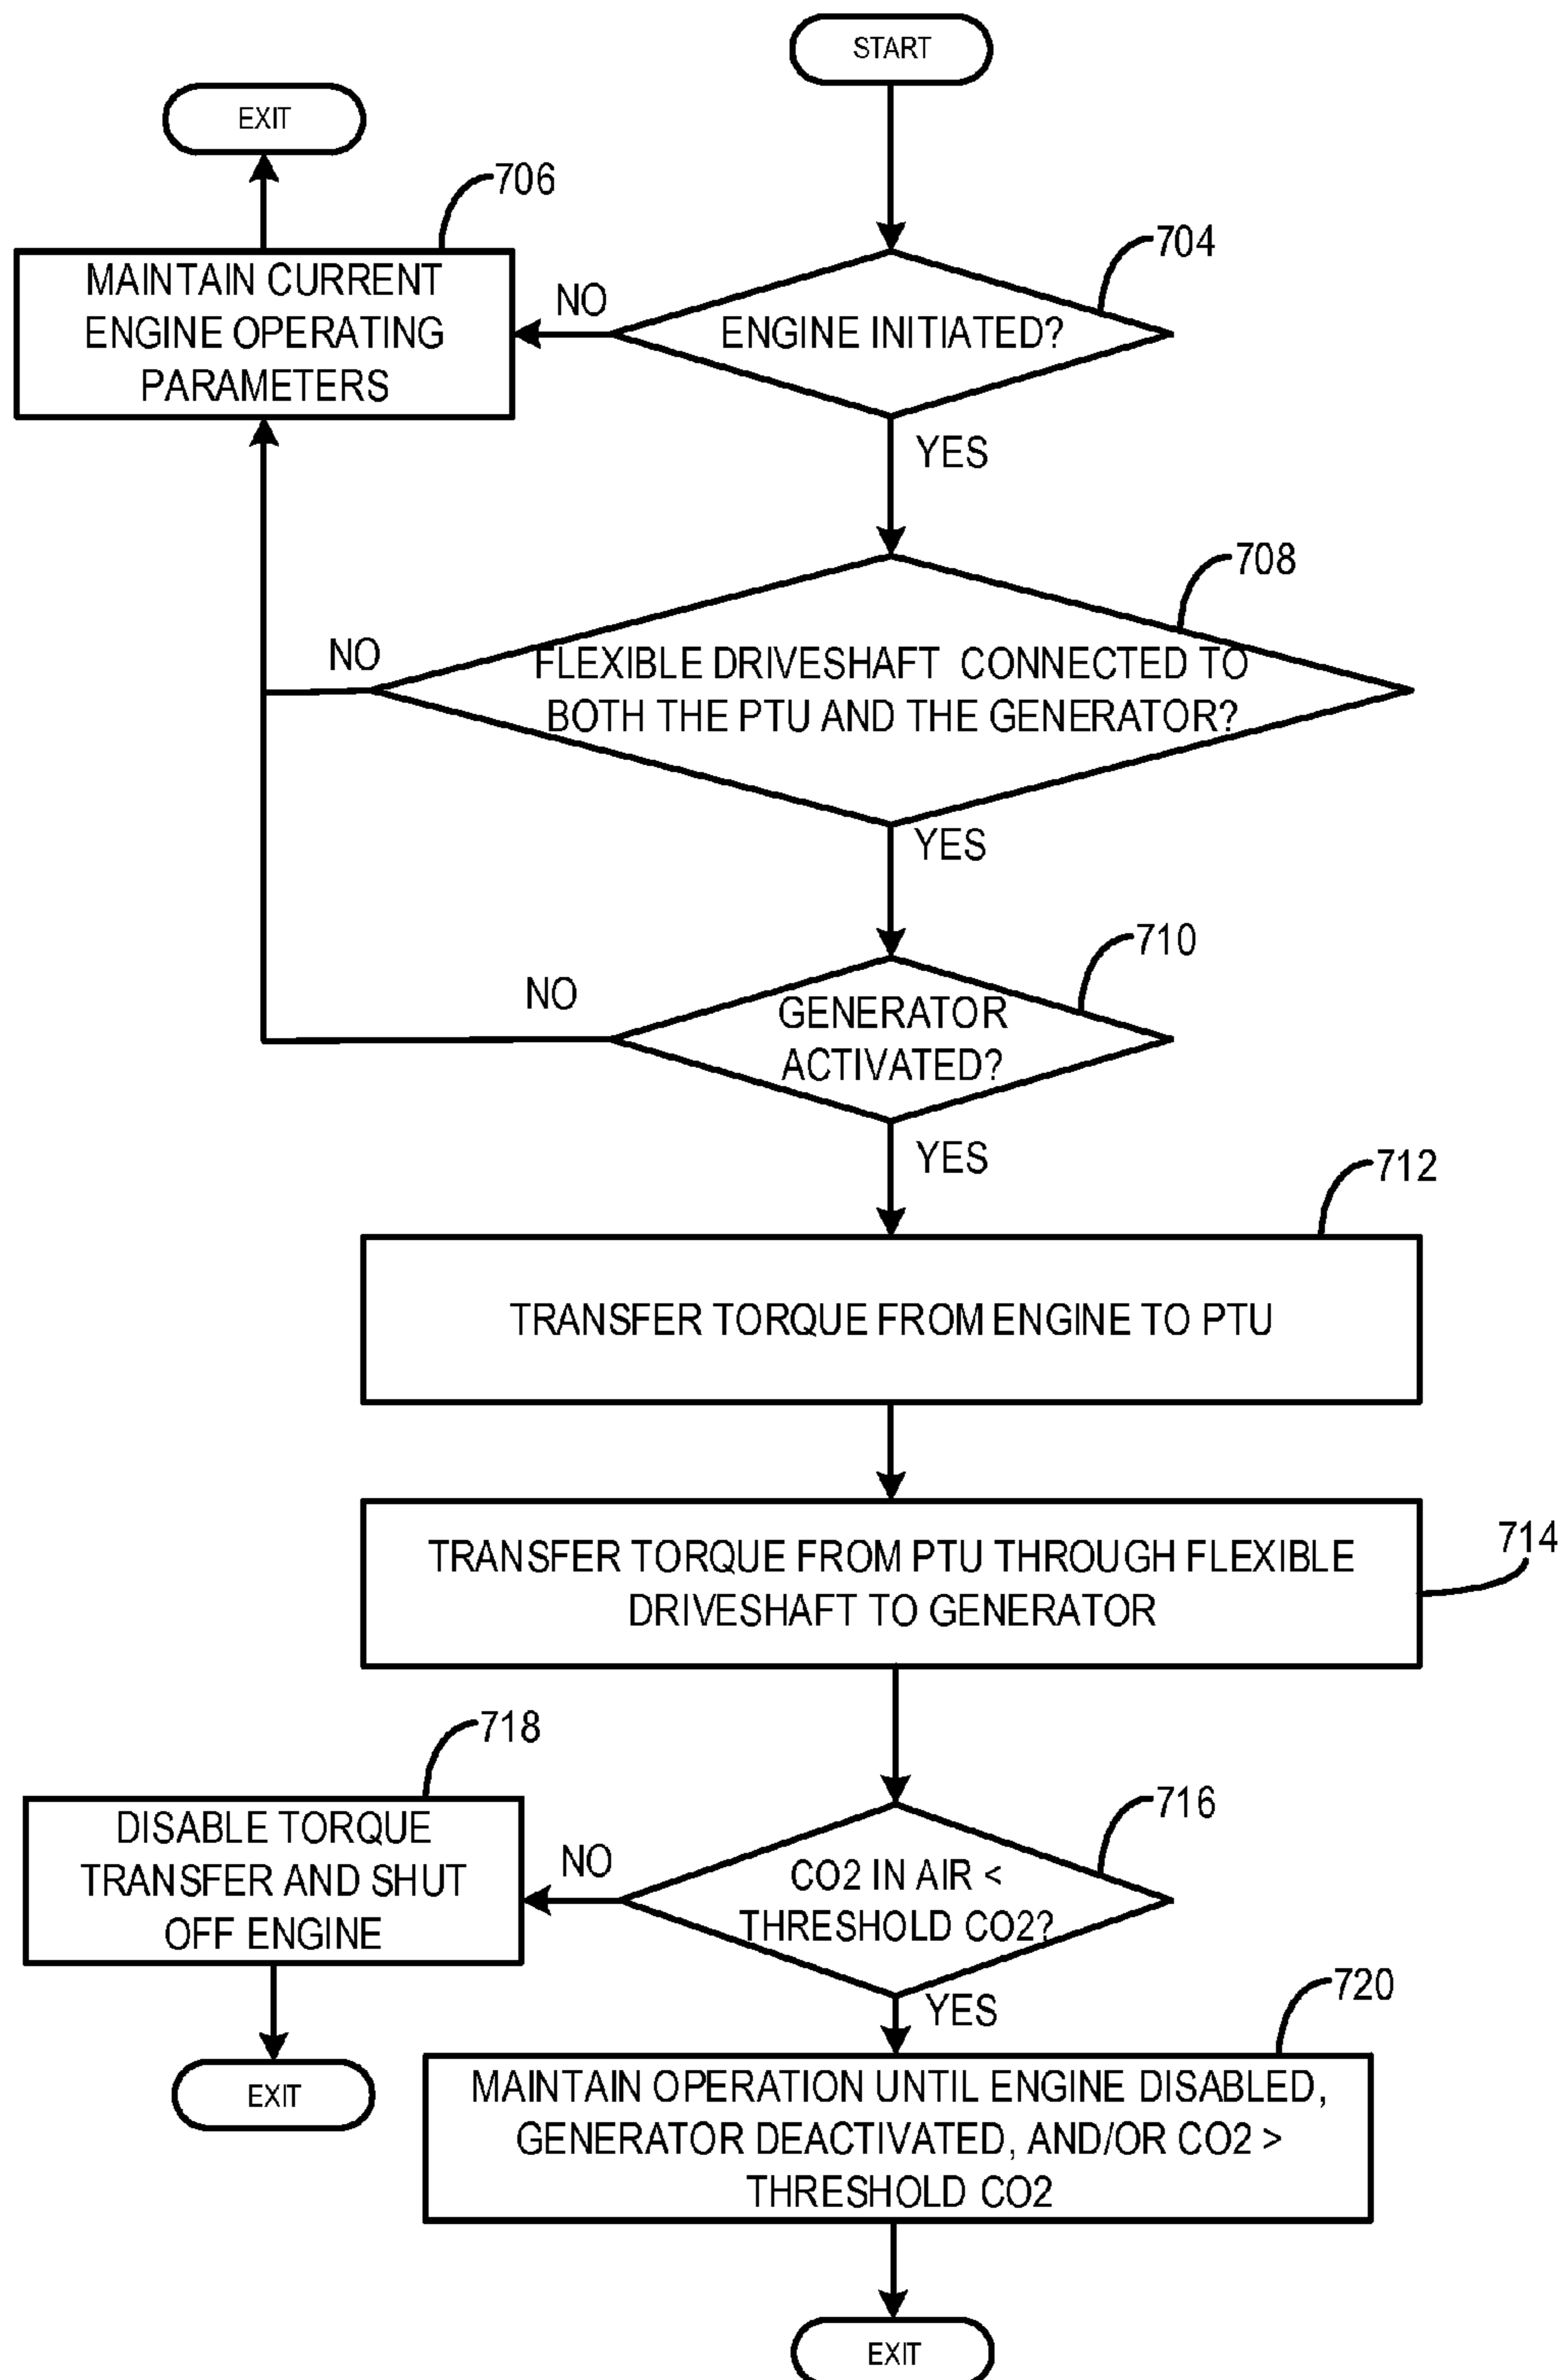 START
EXIT
706
704
MAINTAIN CURRENT
ENGINE OPERATING
PARAMETERS
NO
ENGINE INITIATED?
YES
708
NO
FLEXIBLE DRIVESHAFT CONNECTED TO
BOTH THE PTU AND THE GENERATOR?
YES
710
NO
GENERATOR
ACTIVATED?
YES
712
TRANSFER TORQUE FROM ENGINE TO PTU
714
TRANSFER TORQUE FROM PTU THROUGH FLEXIBLE
DRIVESHAFT TO GENERATOR
718
716
DISABLE TORQUE
TRANSFER AND SHUT
OFF ENGINE
NO
CO2 IN AIR <
THRESHOLD CO2?
YES
720
EXIT
MAINTAIN OPERATION UNTIL ENGINE DISABLED,
GENERATOR DEACTIVATED, AND/OR CO2 >
THRESHOLD CO2
EXIT